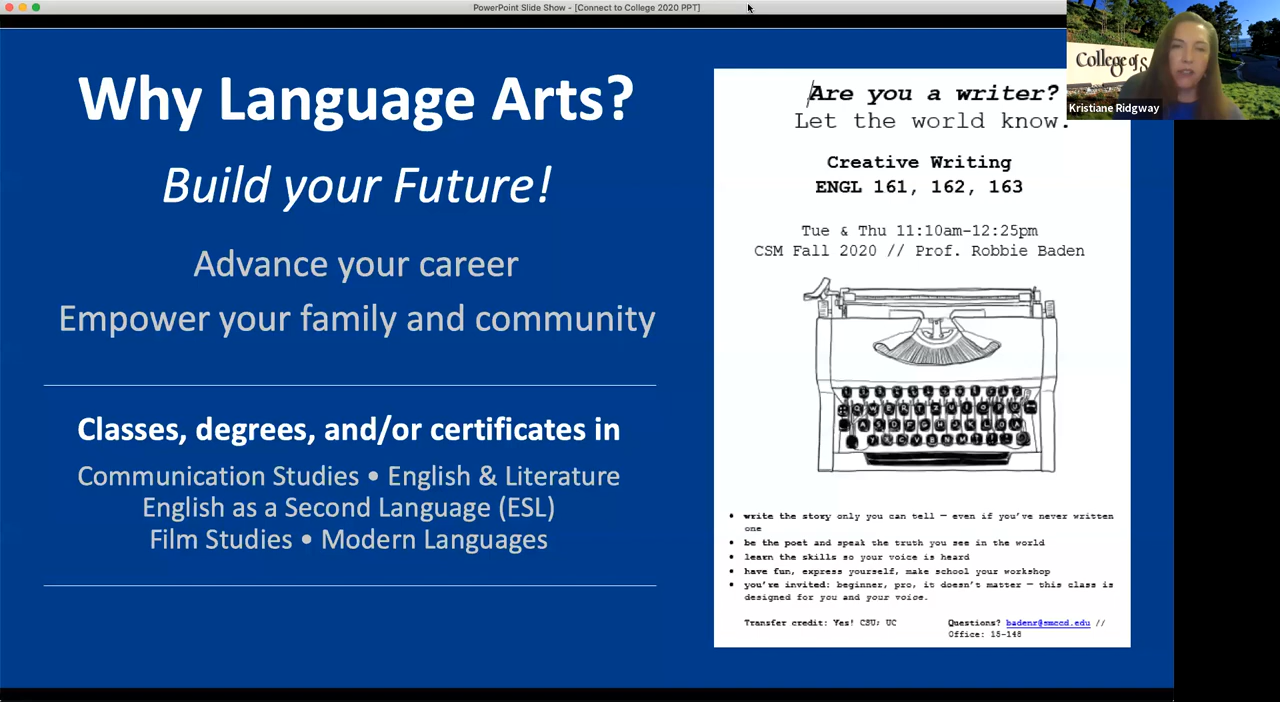 PowerPoint Slide Show - [Connect to College 2020 PPT]
Why Language Arts?
Build your Future!
Advance your career
Empower your family and community
Classes, degrees, and/or certificates in
Communication Studies • English & Literature
English as a Second Language (ESL)
Film Studies • Modern Languages
Are you a writer?
Let the world know.
Creative Writing
ENGL 161, 162, 163
Tue & Thu 11:10am-12:25pm
CSM Fall 2020 // Prof. Robbie Baden
• write the story only you can tell — even if you've never written
one
• be the poet and speak the truth you see in the world
• learn the skills so your voice is heard
• have fun, express yourself, make school your workshop
• you're invited: beginner, pro, it doesn't matter — this class is
designed for you and your voice.
Transfer credit: Yes! CSU; UC
Questions? badenr@smccd.edu //
Office: 15-148
College of S
Kristiane Ridgway